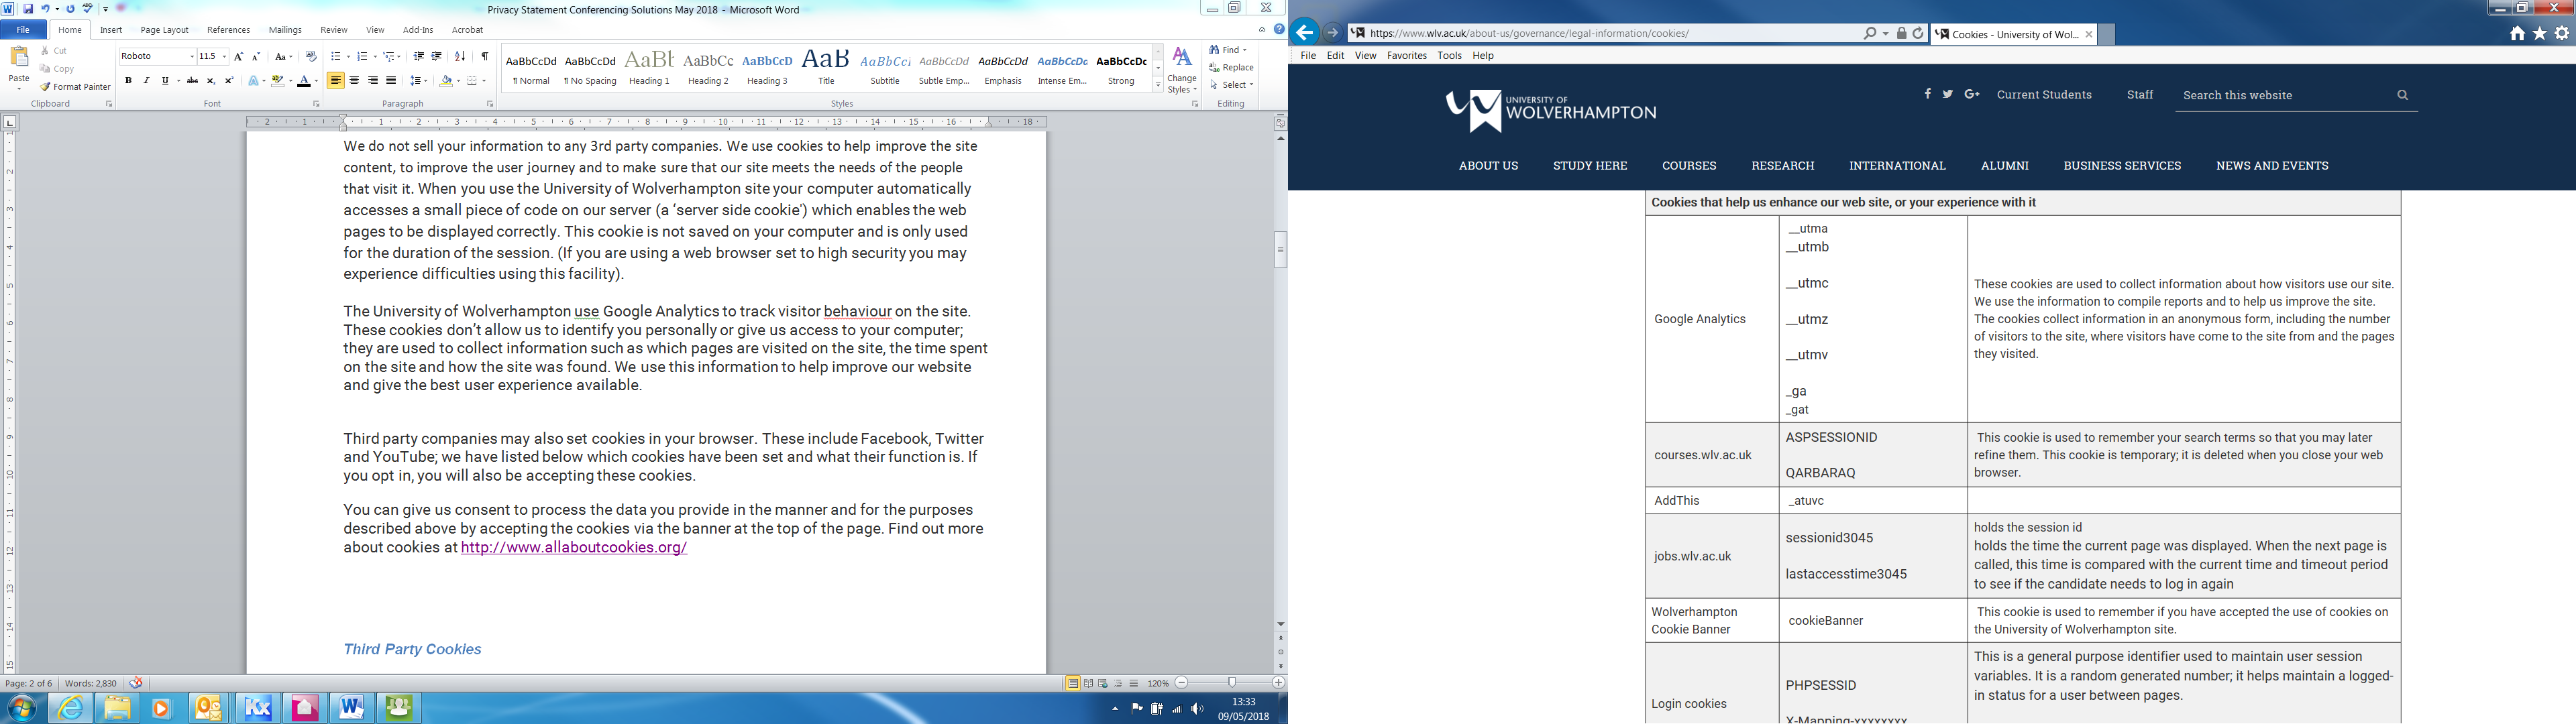 Privacy Statement Conferencing Solutions May 2018 - Microsoft Word
File Home Insert Page Layout References Mailings Review View Add-Ins Acrobat
Paste
Cut
Copy
Format Painter
Clipboard
Roboto 11.5
Font
Paragraph
AaBbCcDd AaBbCcDd AaBt AaBbCc AaBbCcD AaB AaBbCci AaBbCcDd AaBbCcDd AaBbCcDd AaBbCcDc
¶ Normal ¶ No Spacing Heading 1 Heading 2 Heading 3 Title Subtitle Subtle Emp... Emphasis Intense Em... Strong
Change Styles
Styles
Find
Replace
Select
Editing
We do not sell your information to any 3rd party companies. We use cookies to help improve the site
content, to improve the user journey and to make sure that our site meets the needs of the people
that visit it. When you use the University of Wolverhampton site your computer automatically
accesses a small piece of code on our server (a ‘server side cookie') which enables the web
pages to be displayed correctly. This cookie is not saved on your computer and is only used
for the duration of the session. (If you are using a web browser set to high security you may
experience difficulties using this facility).
The University of Wolverhampton use Google Analytics to track visitor behaviour on the site.
These cookies don’t allow us to identify you personally or give us access to your computer;
they are used to collect information such as which pages are visited on the site, the time spent
on the site and how the site was found. We use this information to help improve our website
and give the best user experience available.
Third party companies may also set cookies in your browser. These include Facebook, Twitter
and YouTube; we have listed below which cookies have been set and what their function is. If
you opt in, you will also be accepting these cookies.
You can give us consent to process the data you provide in the manner and for the purposes
described above by accepting the cookies via the banner at the top of the page. Find out more
about cookies at http://www.allaboutcookies.org/
Third Party Cookies
Page: 2 of 6 Words: 2,830 120%
13:33
09/05/2018
https://www.wlv.ac.uk/about-us/governance/legal-information/cookies/
Cookies - University of Wol...
File Edit View Favorites Tools Help
UNIVERSITY OF
WOLVERHAMPTON
Current Students Staff Search this website
ABOUT US STUDY HERE COURSES RESEARCH INTERNATIONAL ALUMNI BUSINESS SERVICES NEWS AND EVENTS
Cookies that help us enhance our web site, or your experience with it
Google Analytics
__utma
__utmb
__utmc
__utmz
__utmv
_ga
_gat
These cookies are used to collect information about how visitors use our site.
We use the information to compile reports and to help us improve the site.
The cookies collect information in an anonymous form, including the number
of visitors to the site, where visitors have come to the site from and the pages
they visited.
courses.wlv.ac.uk
ASPSESSIONID
QARBARAQ
This cookie is used to remember your search terms so that you may later
refine them. This cookie is temporary; it is deleted when you close your web
browser.
AddThis
_atuvc
jobs.wlv.ac.uk
sessionid3045
lastaccesstime3045
holds the session id
holds the time the current page was displayed. When the next page is
called, this time is compared with the current time and timeout period
to see if the candidate needs to log in again
Wolverhampton
Cookie Banner
cookieBanner
This cookie is used to remember if you have accepted the use of cookies on
the University of Wolverhampton site.
Login cookies
PHPSESSID
X-Mapping-xxxxxxxx
This is a general purpose identifier used to maintain user session
variables. It is a random generated number; it helps maintain a logged-
in status for a user between pages.